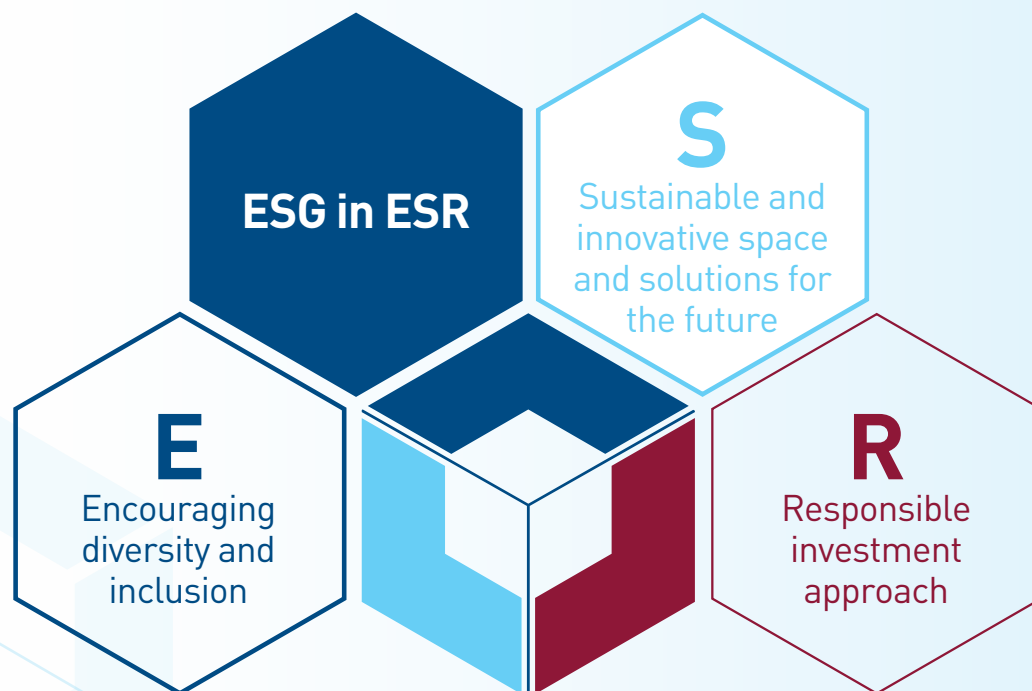 ESG in ESR
S
Sustainable and
innovative space
and solutions for
the future
E
Encouraging
diversity and
inclusion
R
Responsible
investment
approach